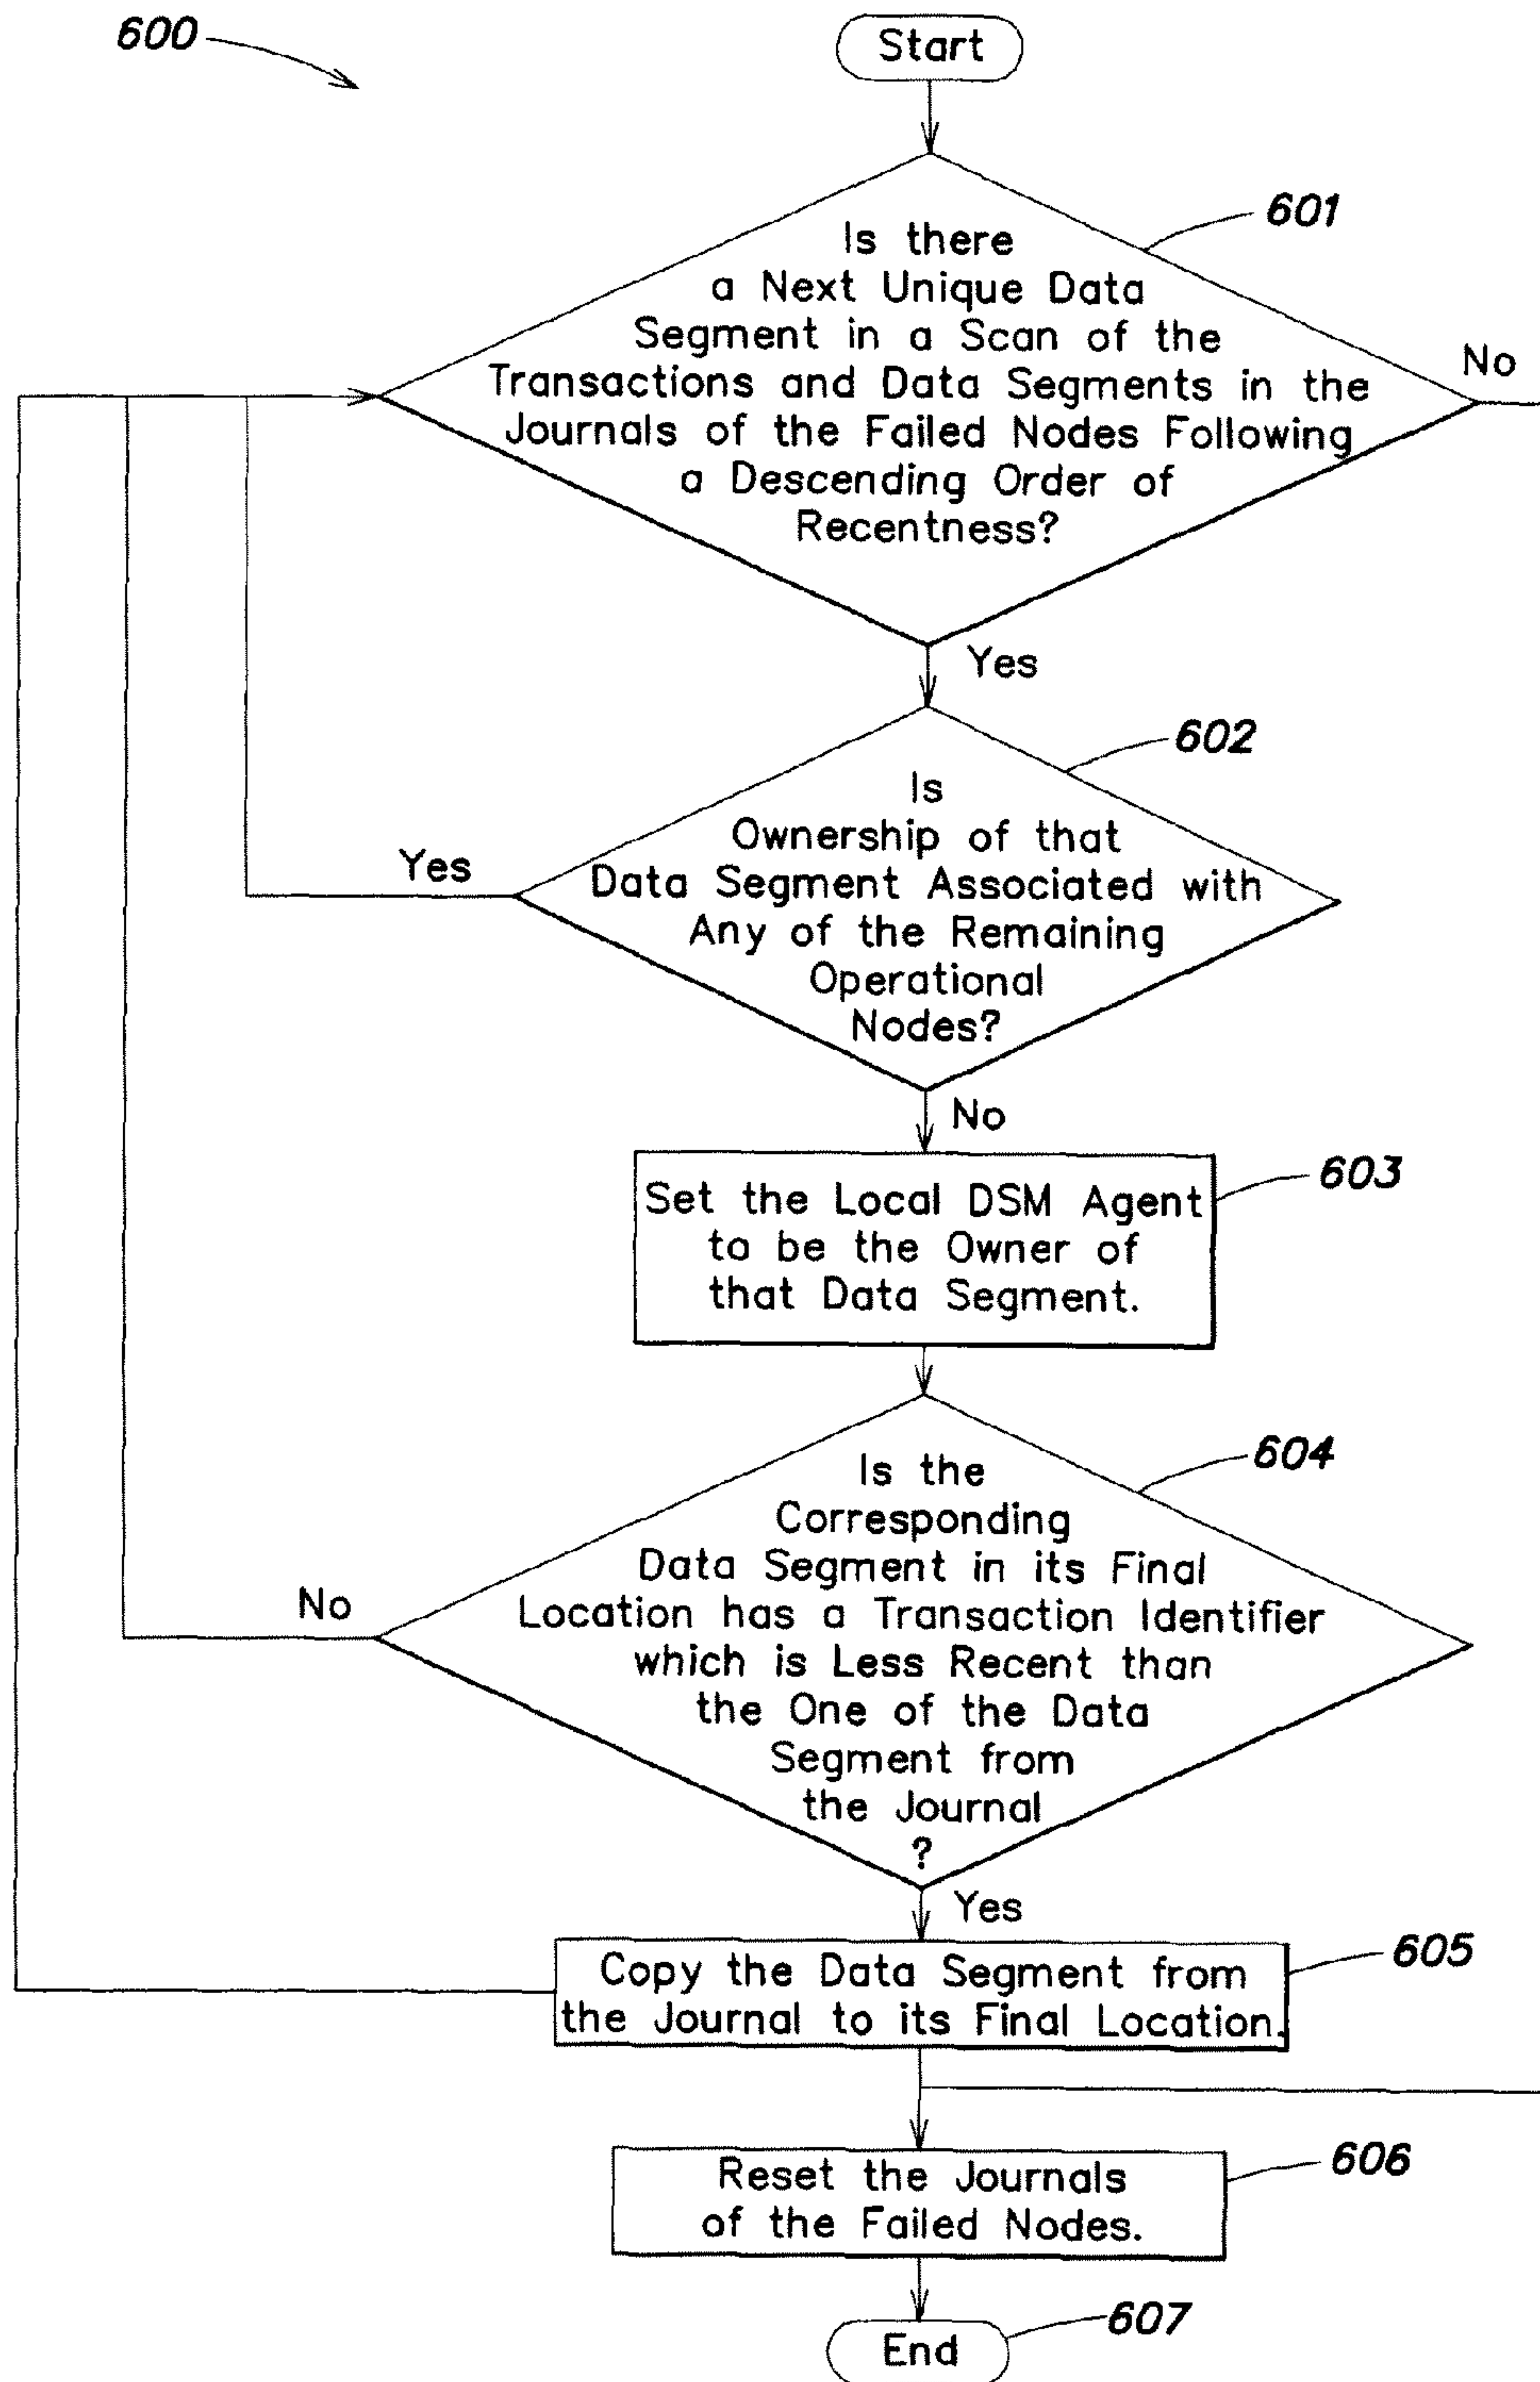 600
Start
601
Is there
a Next Unique Data
Segment in a Scan of the
Transactions and Data Segments in the
Journals of the Failed Nodes Following
a Descending Order of
Recentness?
No
Yes
602
Is
Ownership of that
Data Segment Associated with
Any of the Remaining
Operational
Nodes?
Yes
No
603
Set the Local DSM Agent
to be the Owner of
that Data Segment.
604
Is the
Corresponding
Data Segment in its Final
Location has a Transaction Identifier
which is Less Recent than
the One of the Data
Segment from
the Journal
?
No
Yes
605
Copy the Data Segment from
the Journal to its Final Location.
606
Reset the Journals
of the Failed Nodes.
607
End